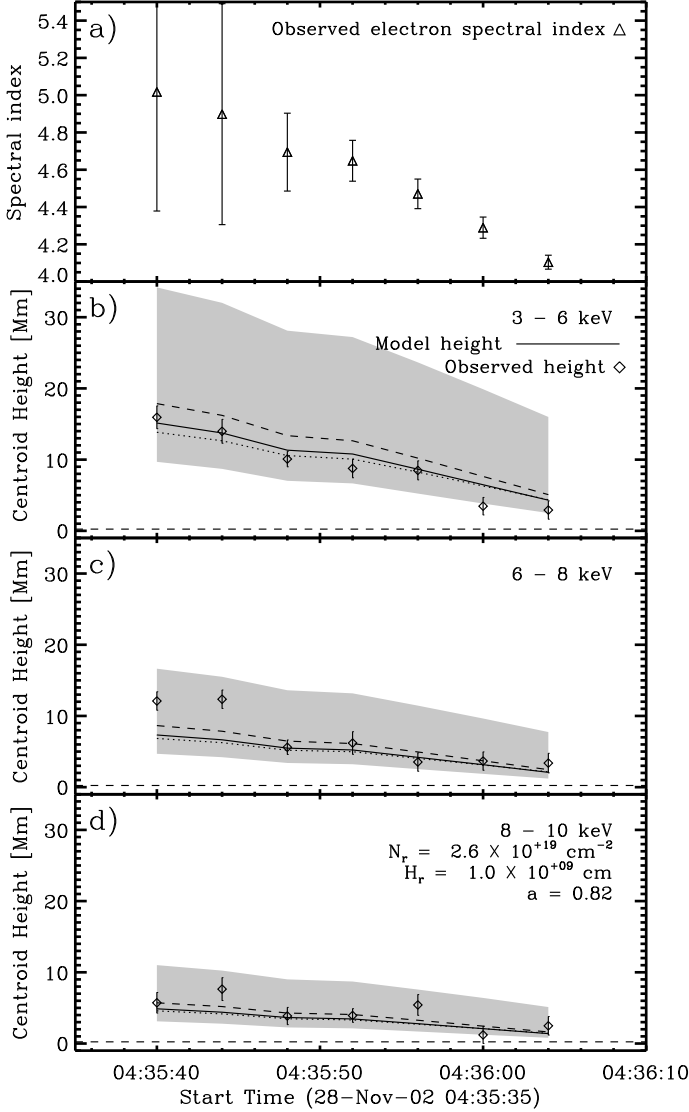 a)
Observed electron spectral index △
Spectral index
5.4
5.2
5.0
4.8
4.6
4.4
4.2
4.0
b)
3 − 6 keV
Model height
Observed height ◇
Centroid Height [Mm]
30
20
10
0
c)
6 − 8 keV
Centroid Height [Mm]
30
20
10
0
d)
8 − 10 keV
Nᵣ = 2.6 X 10⁺¹⁹ cm⁻²
Hᵣ = 1.0 X 10⁺⁰⁹ cm
a = 0.82
Centroid Height [Mm]
30
20
10
0
04:35:40 04:35:50 04:36:00 04:36:10
Start Time (28−Nov−02 04:35:35)